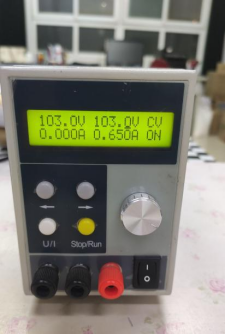 103.0V 103.0V CV
0.000A 0.650A ON
U/I Stop/Run
I
O